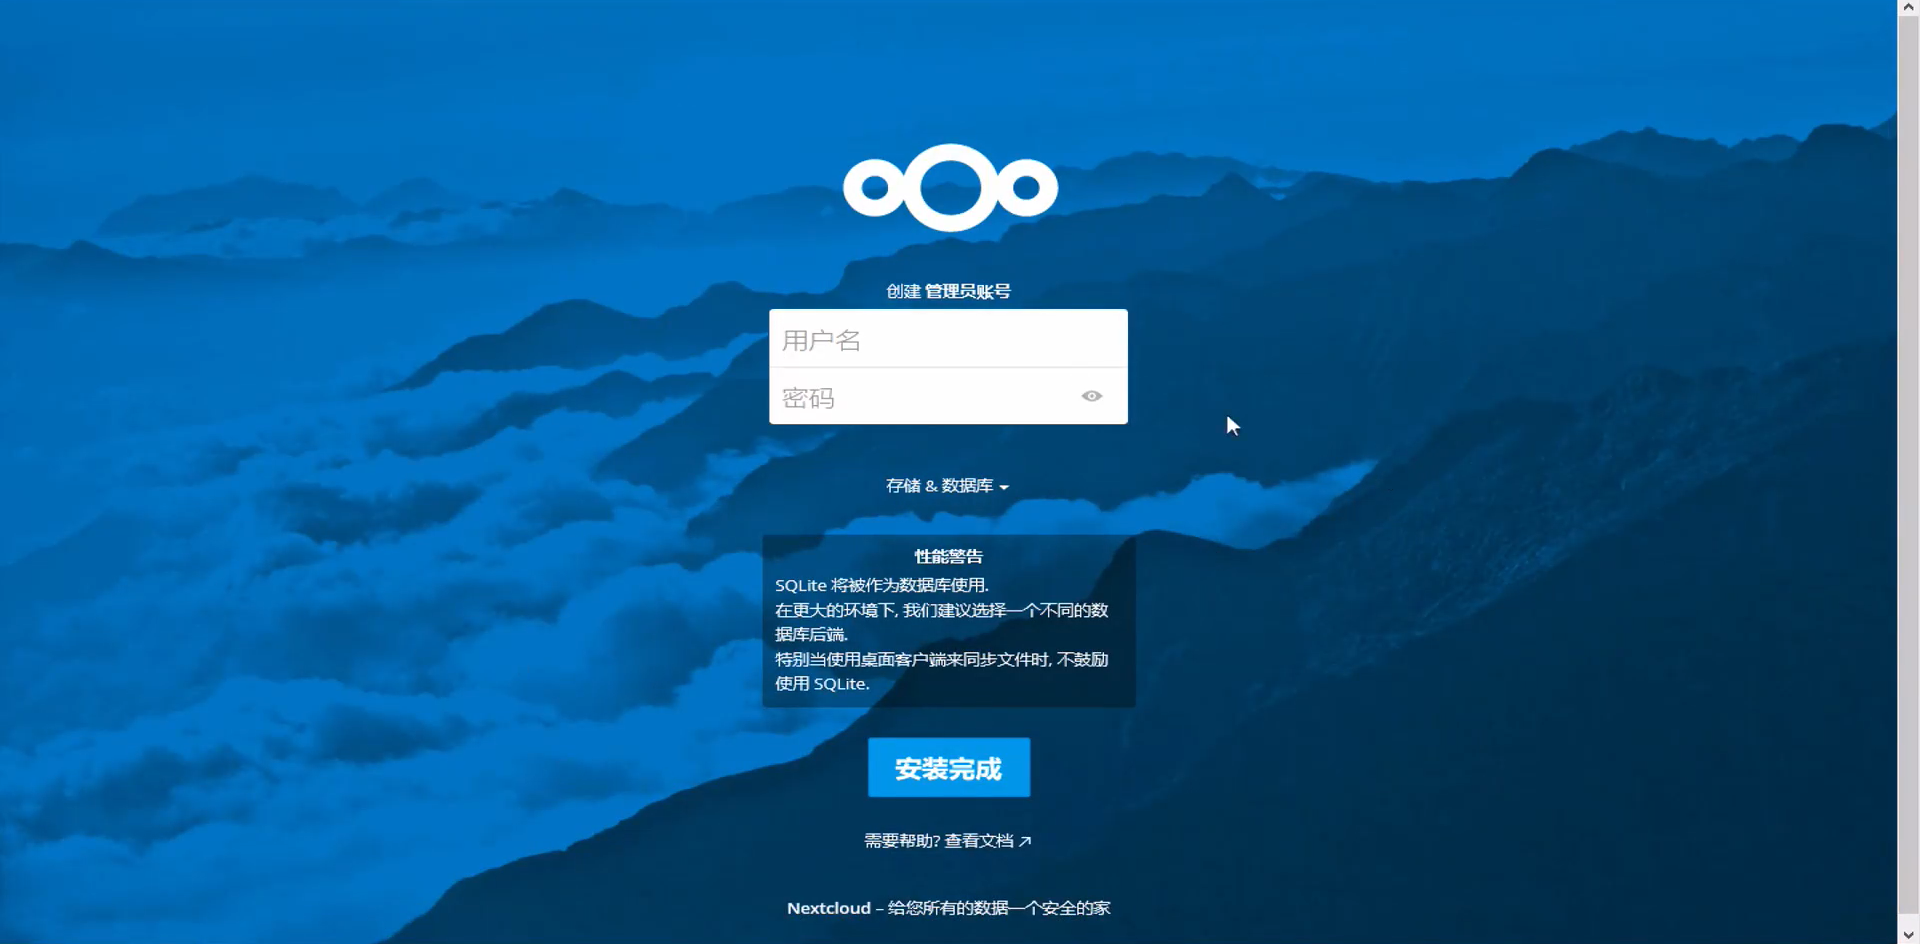 创建 管理员账号
用户名
密码
存储 & 数据库
性能警告
SQLite 将被作为数据库使用.
在更大的环境下, 我们建议选择一个不同的数
据库后端.
特别当使用桌面客户端来同步文件时, 不鼓励
使用 SQLite.
安装完成
需要帮助? 查看文档 ↗
Nextcloud – 给您所有的数据一个安全的家